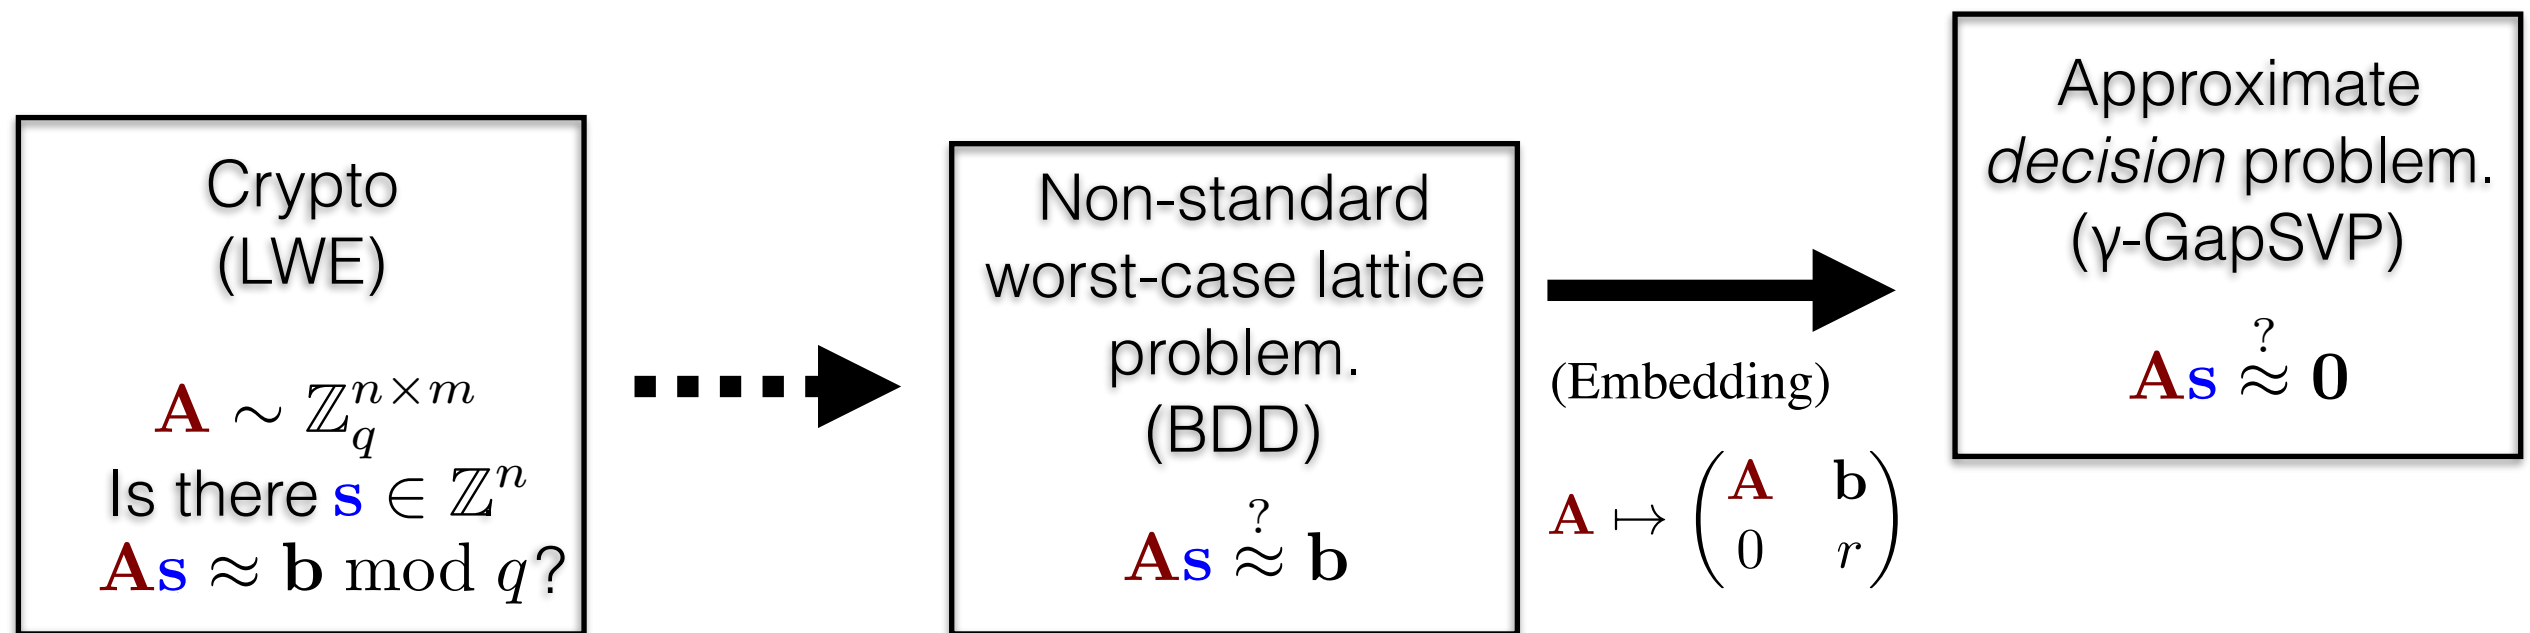 Crypto
(LWE)
A ∼ ℤ_q^{n×m}
Is there s ∈ ℤ^n
As ≈ b mod q?
Non-standard
worst-case lattice
problem.
(BDD)
As ≈^? b
(Embedding)
A ↦ (A b
0 r)
Approximate
decision problem.
(γ-GapSVP)
As ≈^? 0